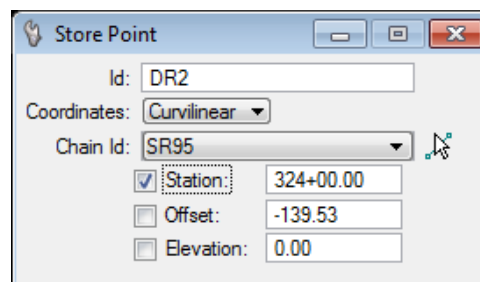 Store Point
Id: DR2
Coordinates: Curvilinear
Chain Id: SR95
Station: 324+00.00
Offset: -139.53
Elevation: 0.00